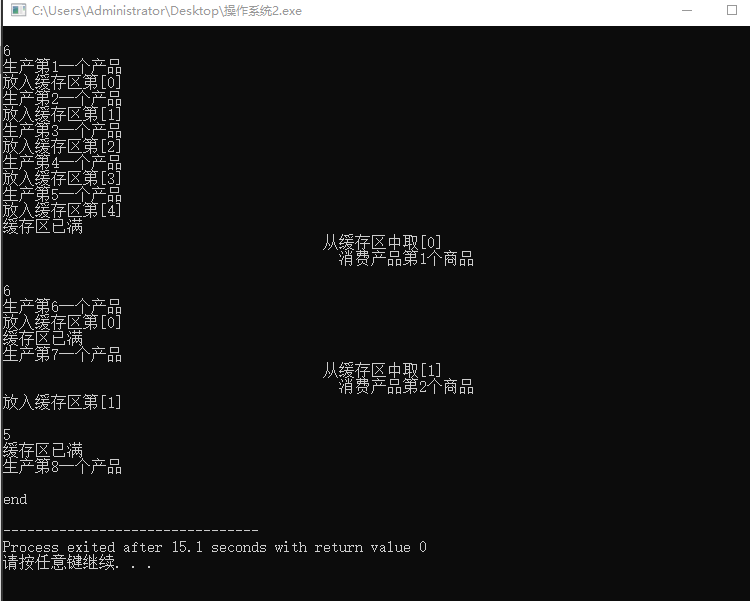 C:\Users\Administrator\Desktop\操作系统2.exe
6
生产第1一个产品
放入缓存区第[0]
生产第2一个产品
放入缓存区第[1]
生产第3一个产品
放入缓存区第[2]
生产第4一个产品
放入缓存区第[3]
生产第5一个产品
放入缓存区第[4]
缓存区已满
从缓存区中取[0]
消费产品第1个商品
6
生产第6一个产品
放入缓存区第[0]
缓存区已满
生产第7一个产品
从缓存区中取[1]
消费产品第2个商品
放入缓存区第[1]
5
缓存区已满
生产第8一个产品
end
--------------------------------
Process exited after 15.1 seconds with return value 0
请按任意键继续. . .